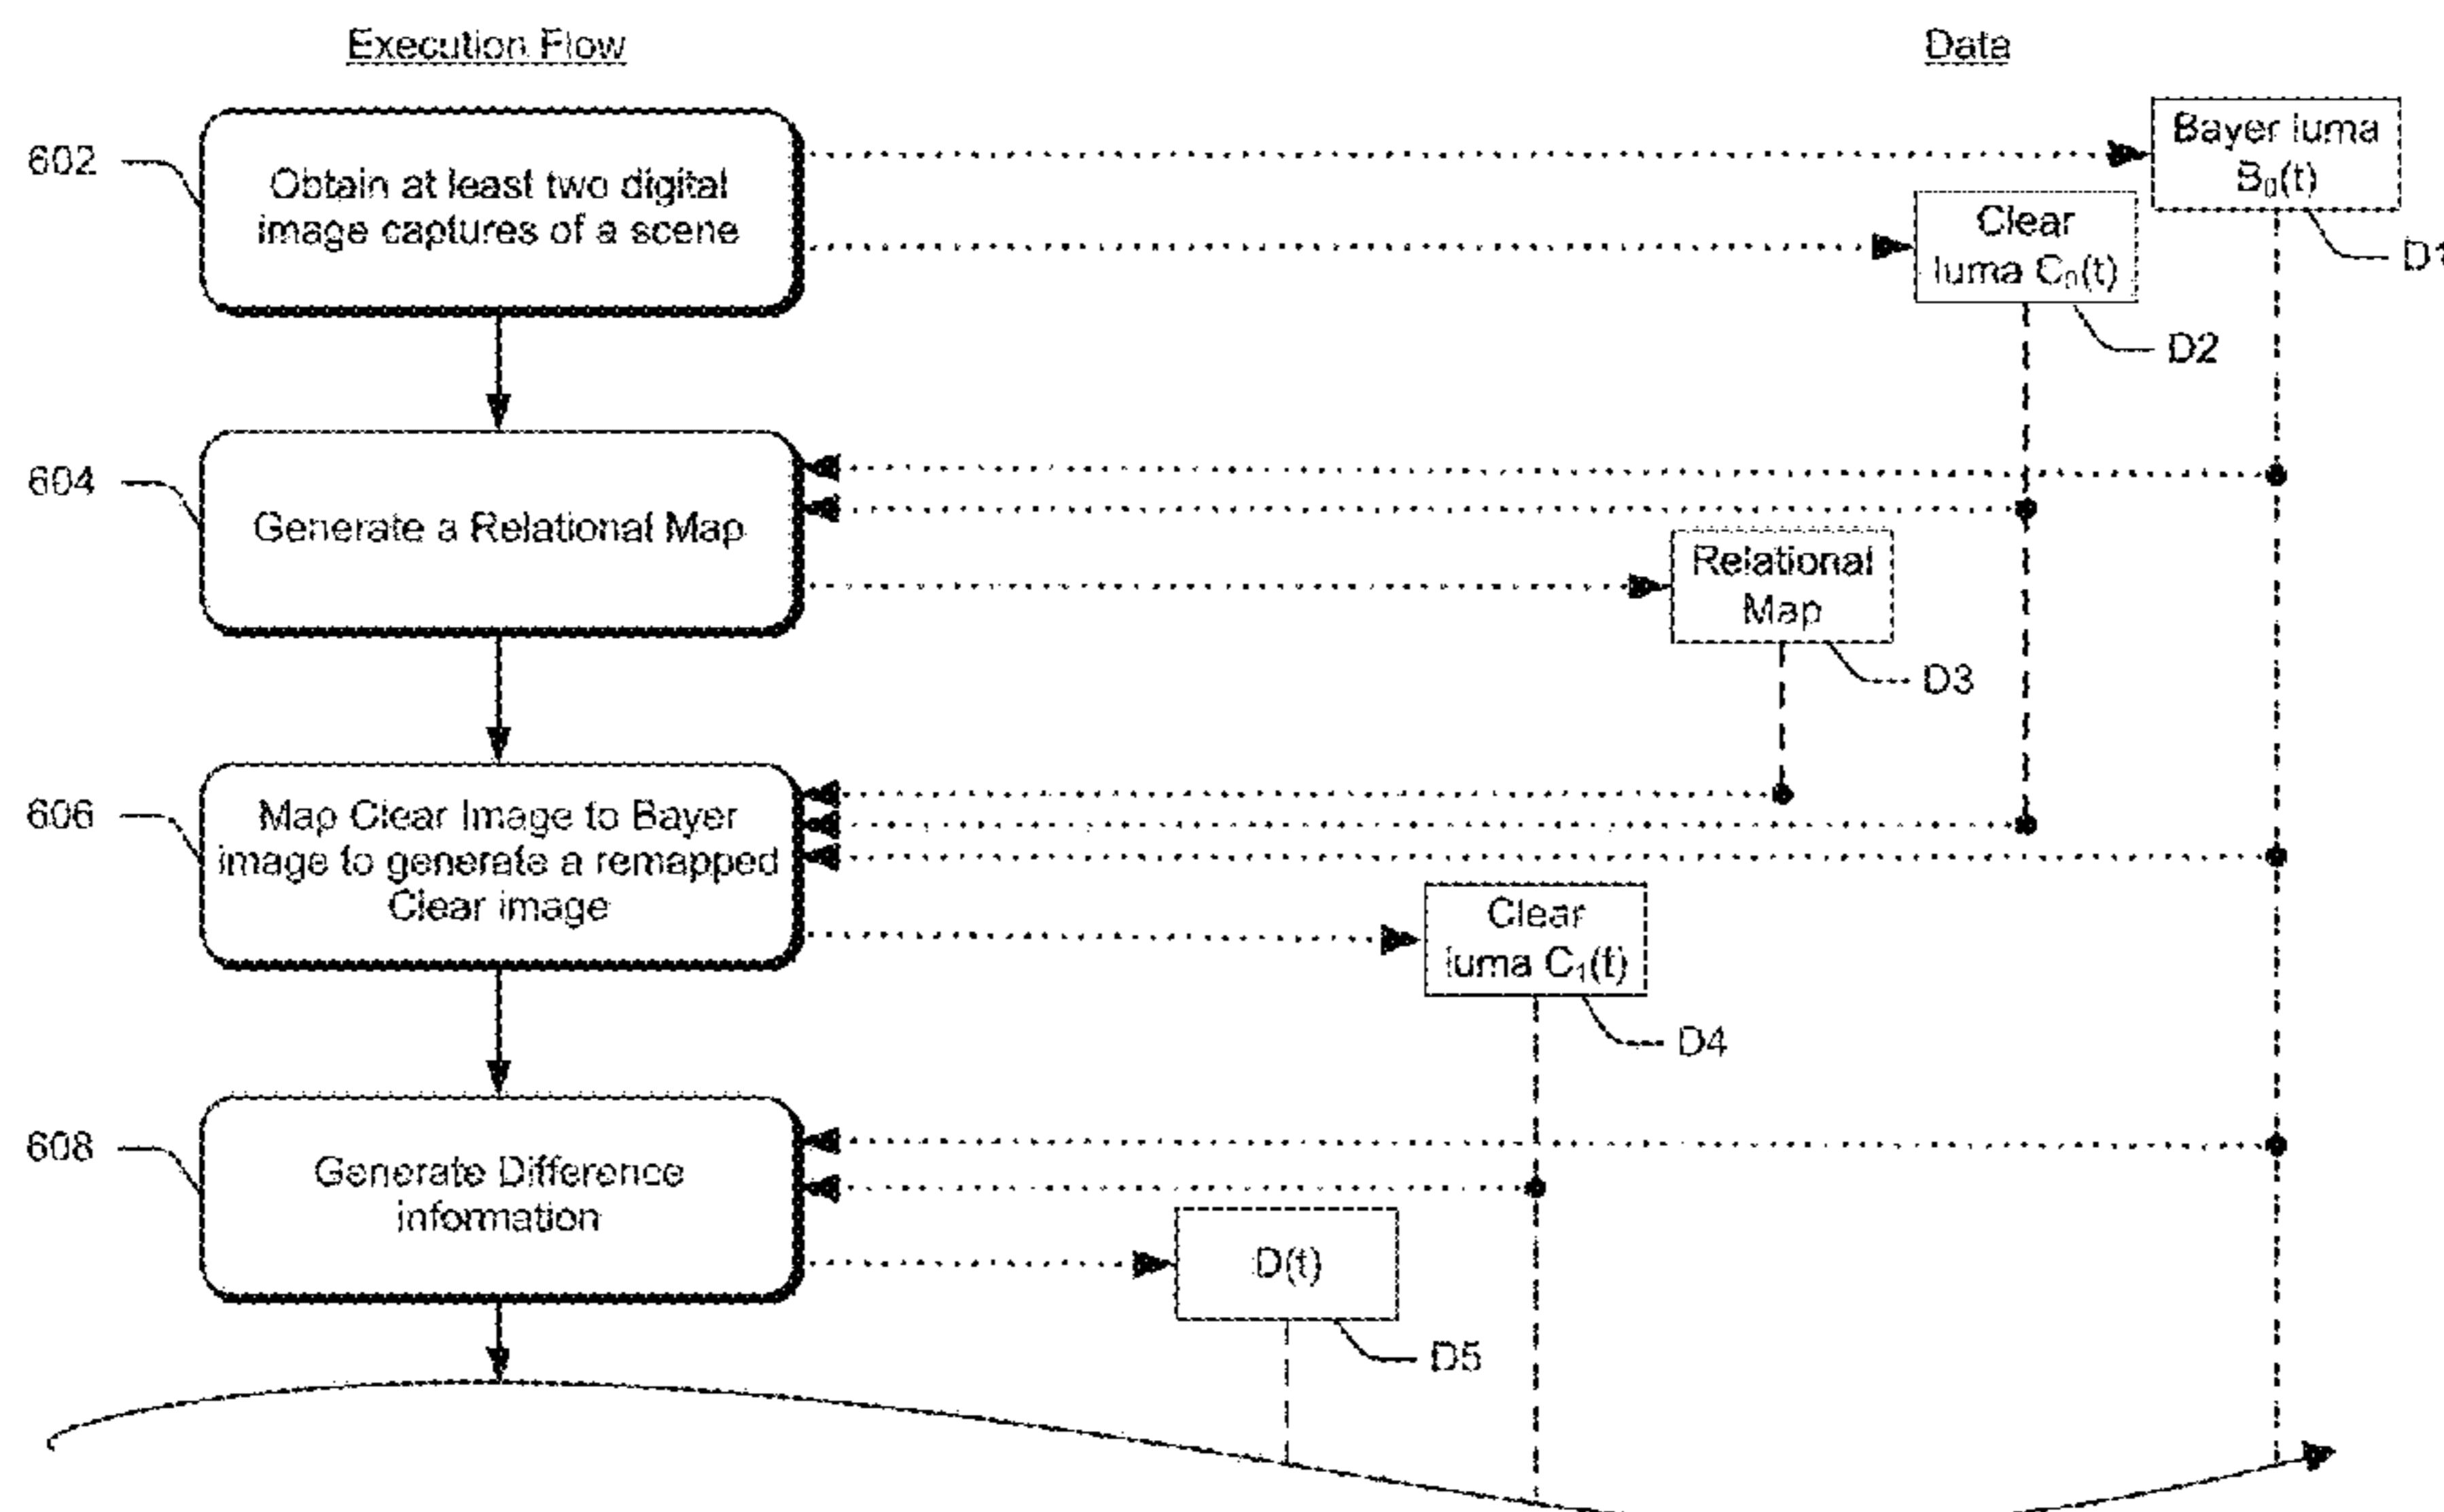 Execution Flow
Data
602
Obtain at least two digital
image captures of a scene
Bayer luma
B₀(t)
D1
Clear
luma C₀(t)
D2
604
Generate a Relational Map
Relational
Map
D3
606
Map Clear Image to Bayer
image to generate a remapped
Clear image
Clear
luma C₁(t)
D4
608
Generate Difference
information
D(t)
D5